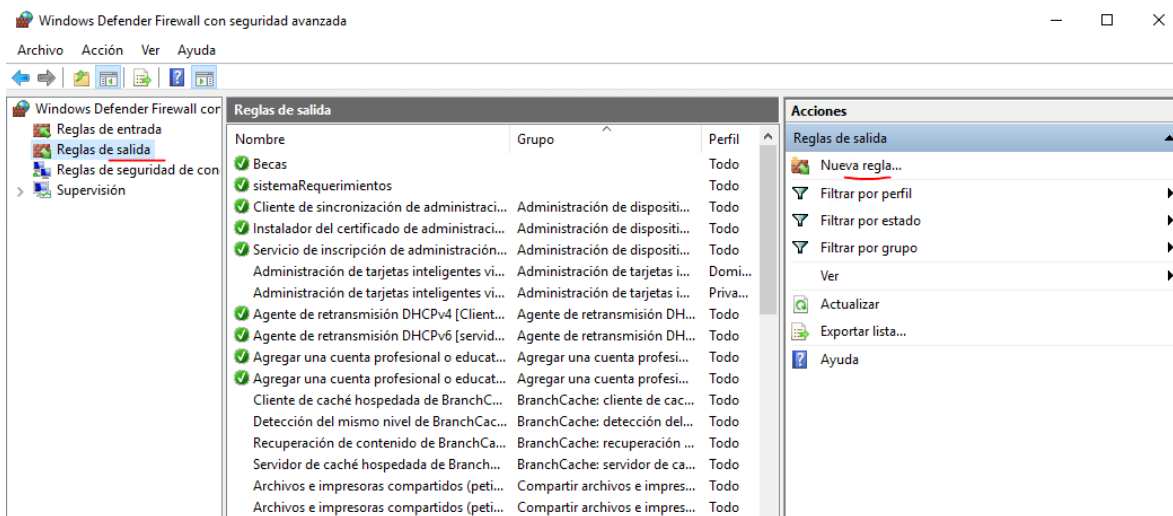 Windows Defender Firewall con seguridad avanzada
Archivo Acción Ver Ayuda
Windows Defender Firewall con
Reglas de entrada
Reglas de salida
Reglas de seguridad de con
Supervisión
Reglas de salida
Nombre Grupo Perfil
Becas Todo
sistemaRequerimientos Todo
Cliente de sincronización de administraci... Administración de dispositi... Todo
Instalador del certificado de administraci... Administración de dispositi... Todo
Servicio de inscripción de administración... Administración de dispositi... Todo
Administración de tarjetas inteligentes vi... Administración de tarjetas i... Domi...
Administración de tarjetas inteligentes vi... Administración de tarjetas i... Priva...
Agente de retransmisión DHCPv4 [Client... Agente de retransmisión DH... Todo
Agente de retransmisión DHCPv6 [servid... Agente de retransmisión DH... Todo
Agregar una cuenta profesional o educat... Agregar una cuenta profesi... Todo
Agregar una cuenta profesional o educat... Agregar una cuenta profesi... Todo
Cliente de caché hospedada de BranchC... BranchCache: cliente de cac... Todo
Detección del mismo nivel de BranchCac... BranchCache: detección del... Todo
Recuperación de contenido de BranchCa... BranchCache: recuperación ... Todo
Servidor de caché hospedada de Branch... BranchCache: servidor de ca... Todo
Archivos e impresoras compartidos (peti... Compartir archivos e impres... Todo
Archivos e impresoras compartidos (peti... Compartir archivos e impres... Todo
Acciones
Reglas de salida
Nueva regla...
Filtrar por perfil
Filtrar por estado
Filtrar por grupo
Ver
Actualizar
Exportar lista...
Ayuda